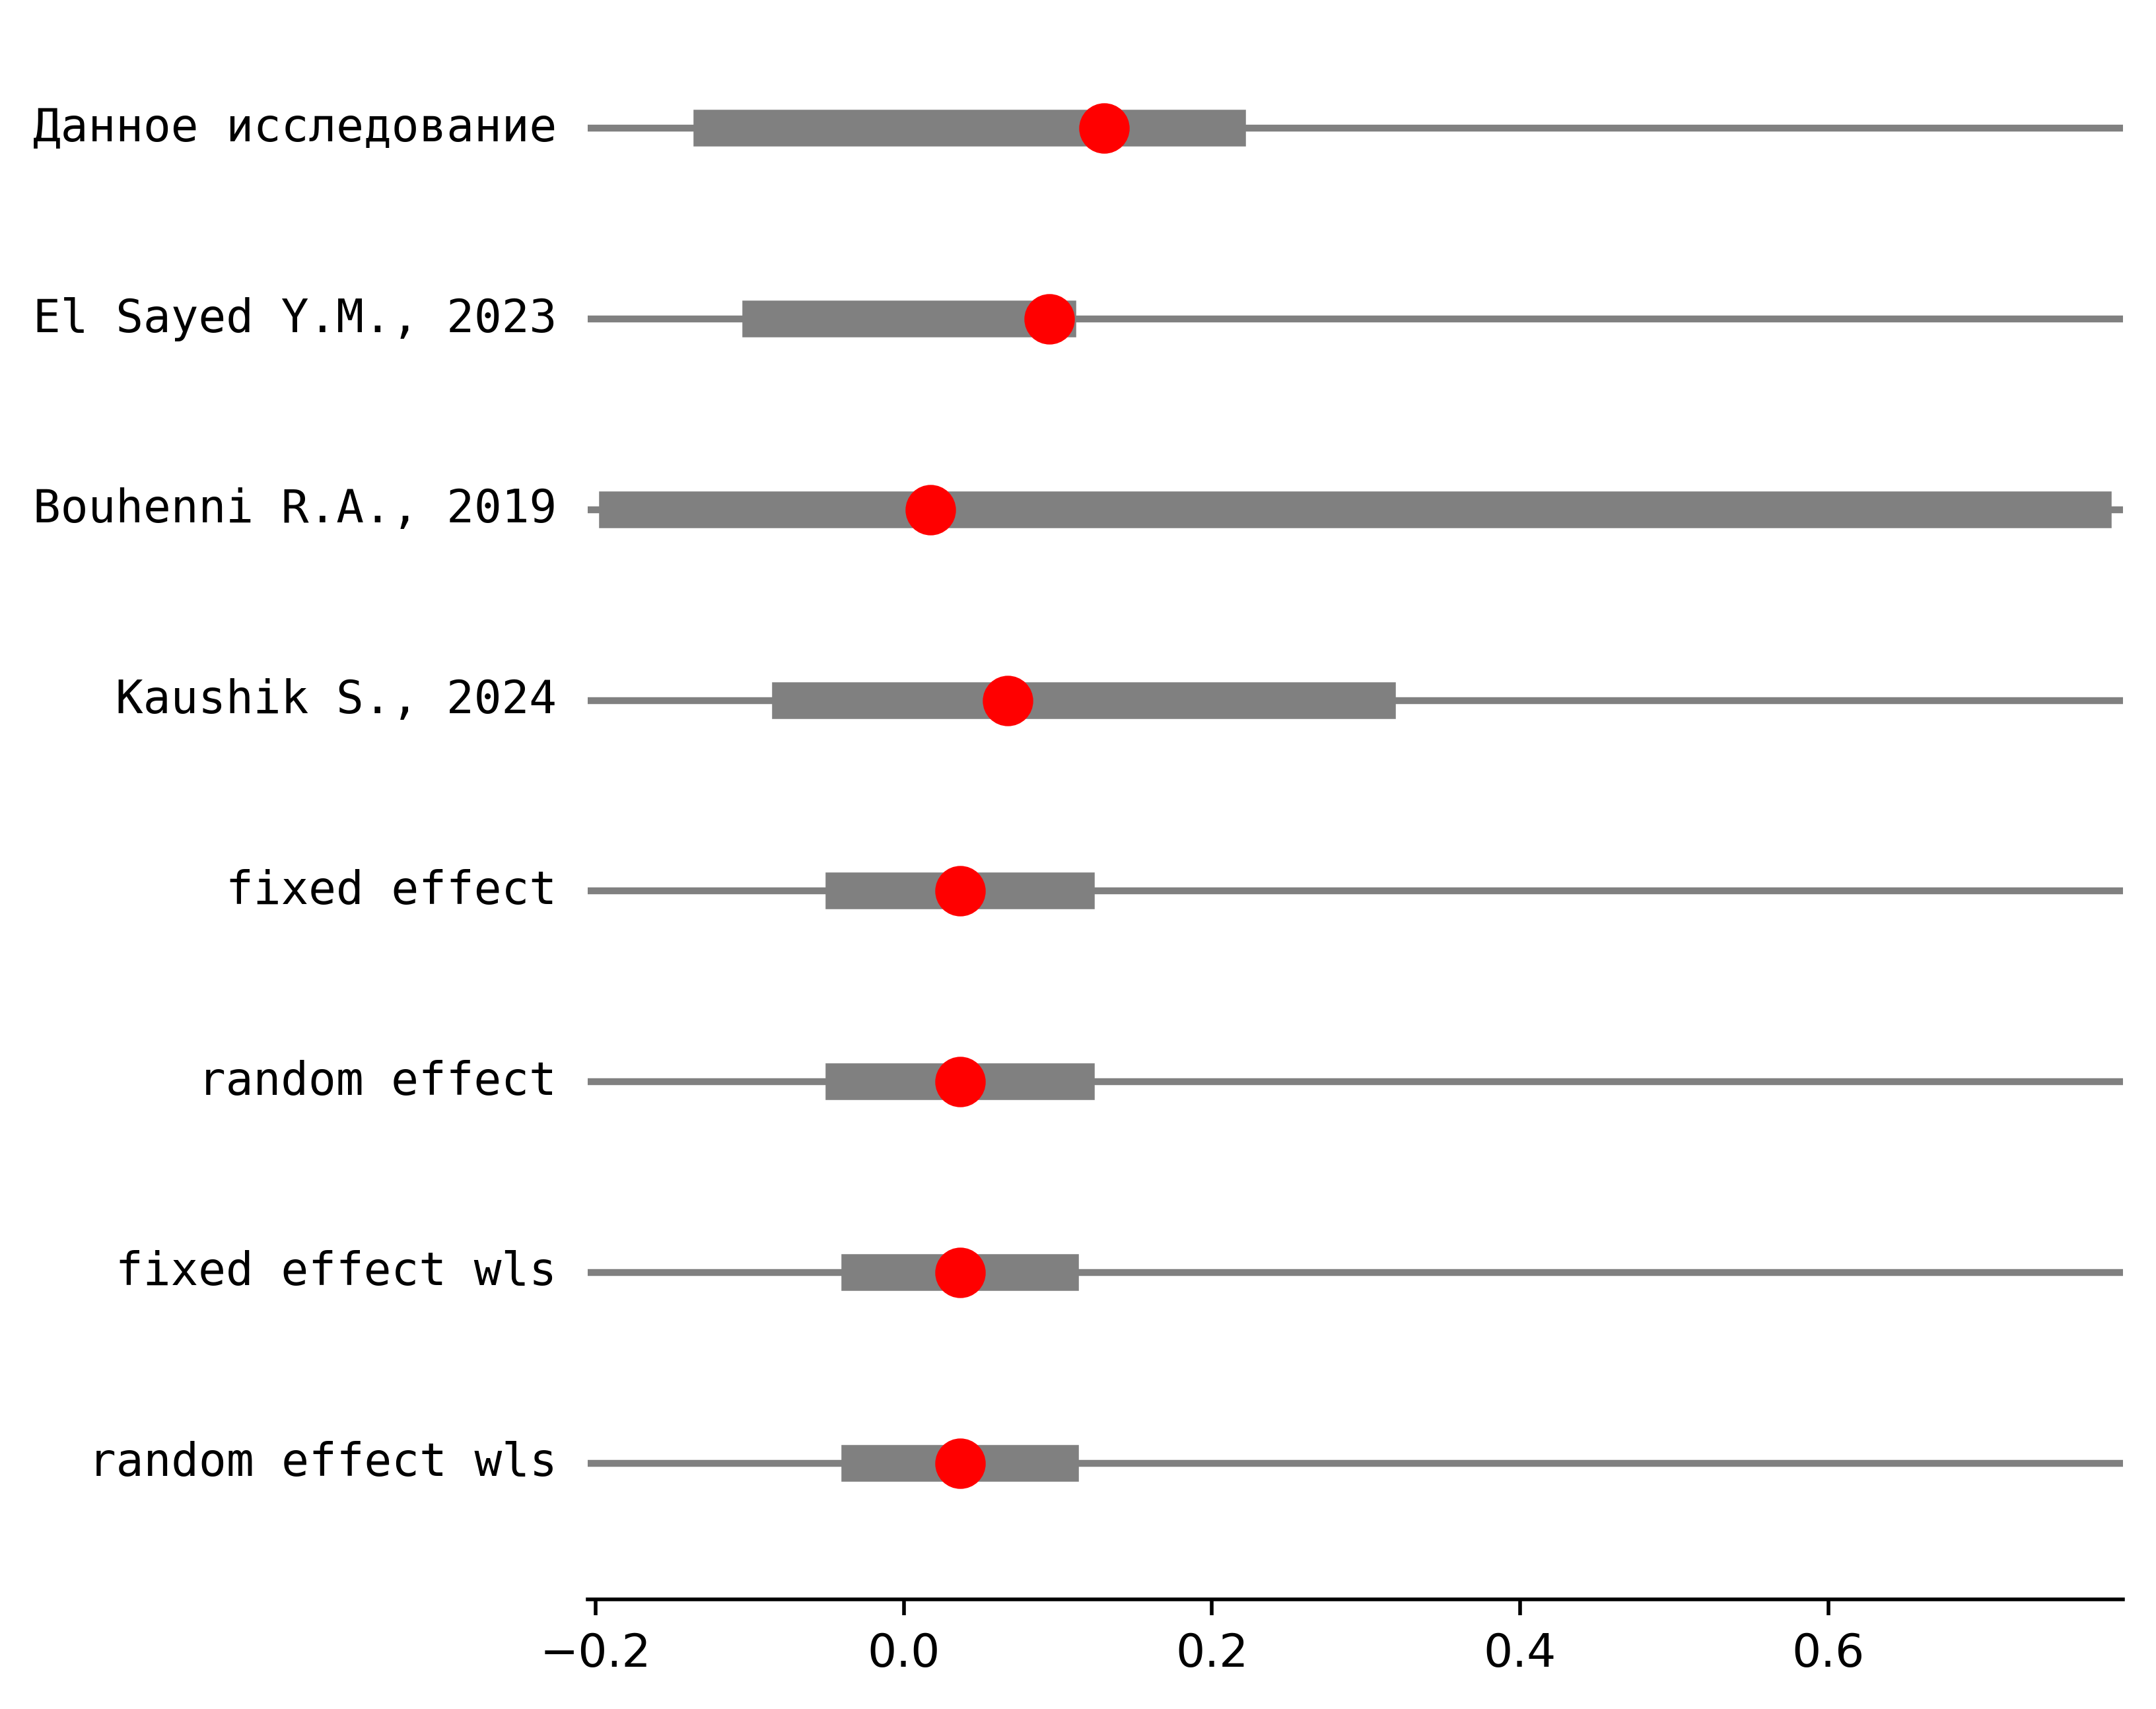 Данное исследование
El Sayed Y.M., 2023
Bouhenni R.A., 2019
Kaushik S., 2024
fixed effect
random effect
fixed effect wls
random effect wls
−0.2 0.0 0.2 0.4 0.6